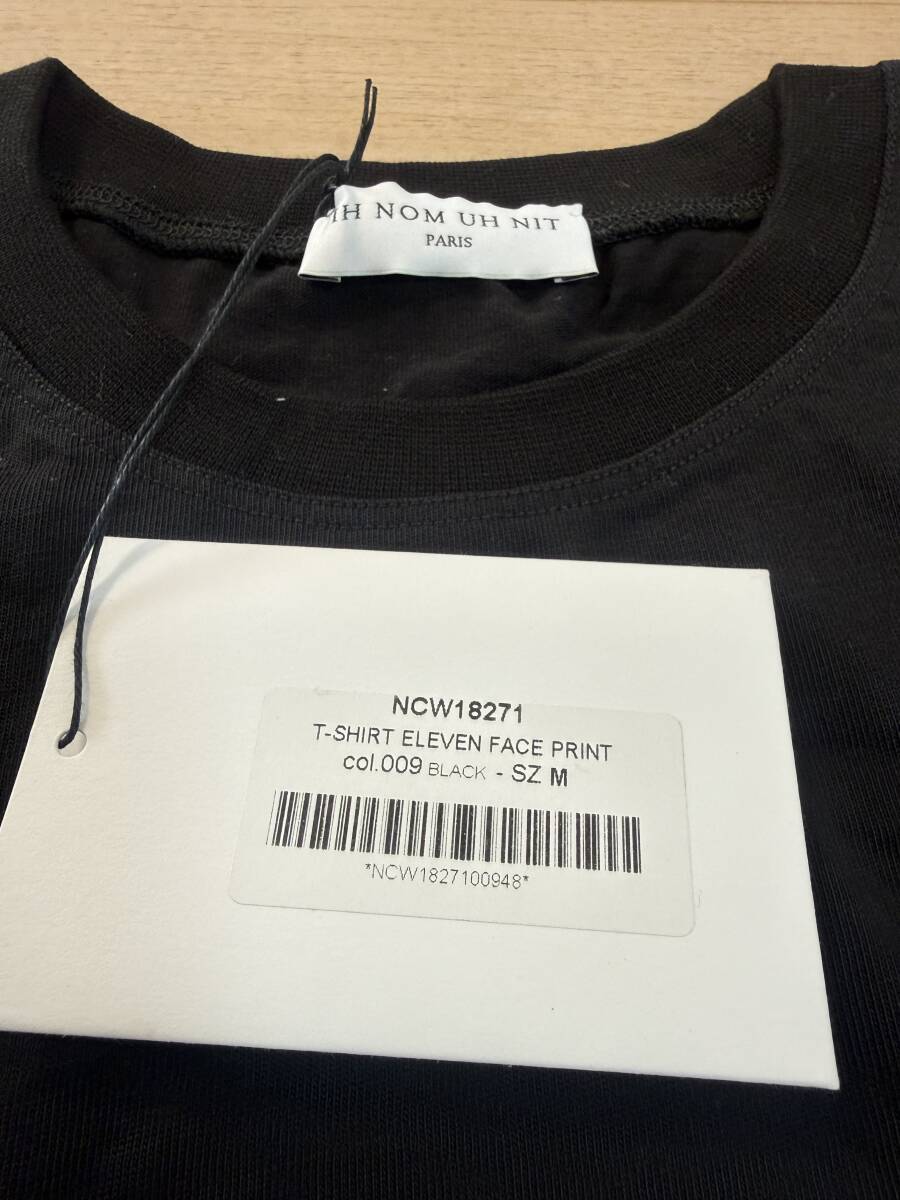 IH NOM UH NIT
PARIS
NCW18271
T-SHIRT ELEVEN FACE PRINT
col.009 BLACK - SZ M
*NCW1827100948*